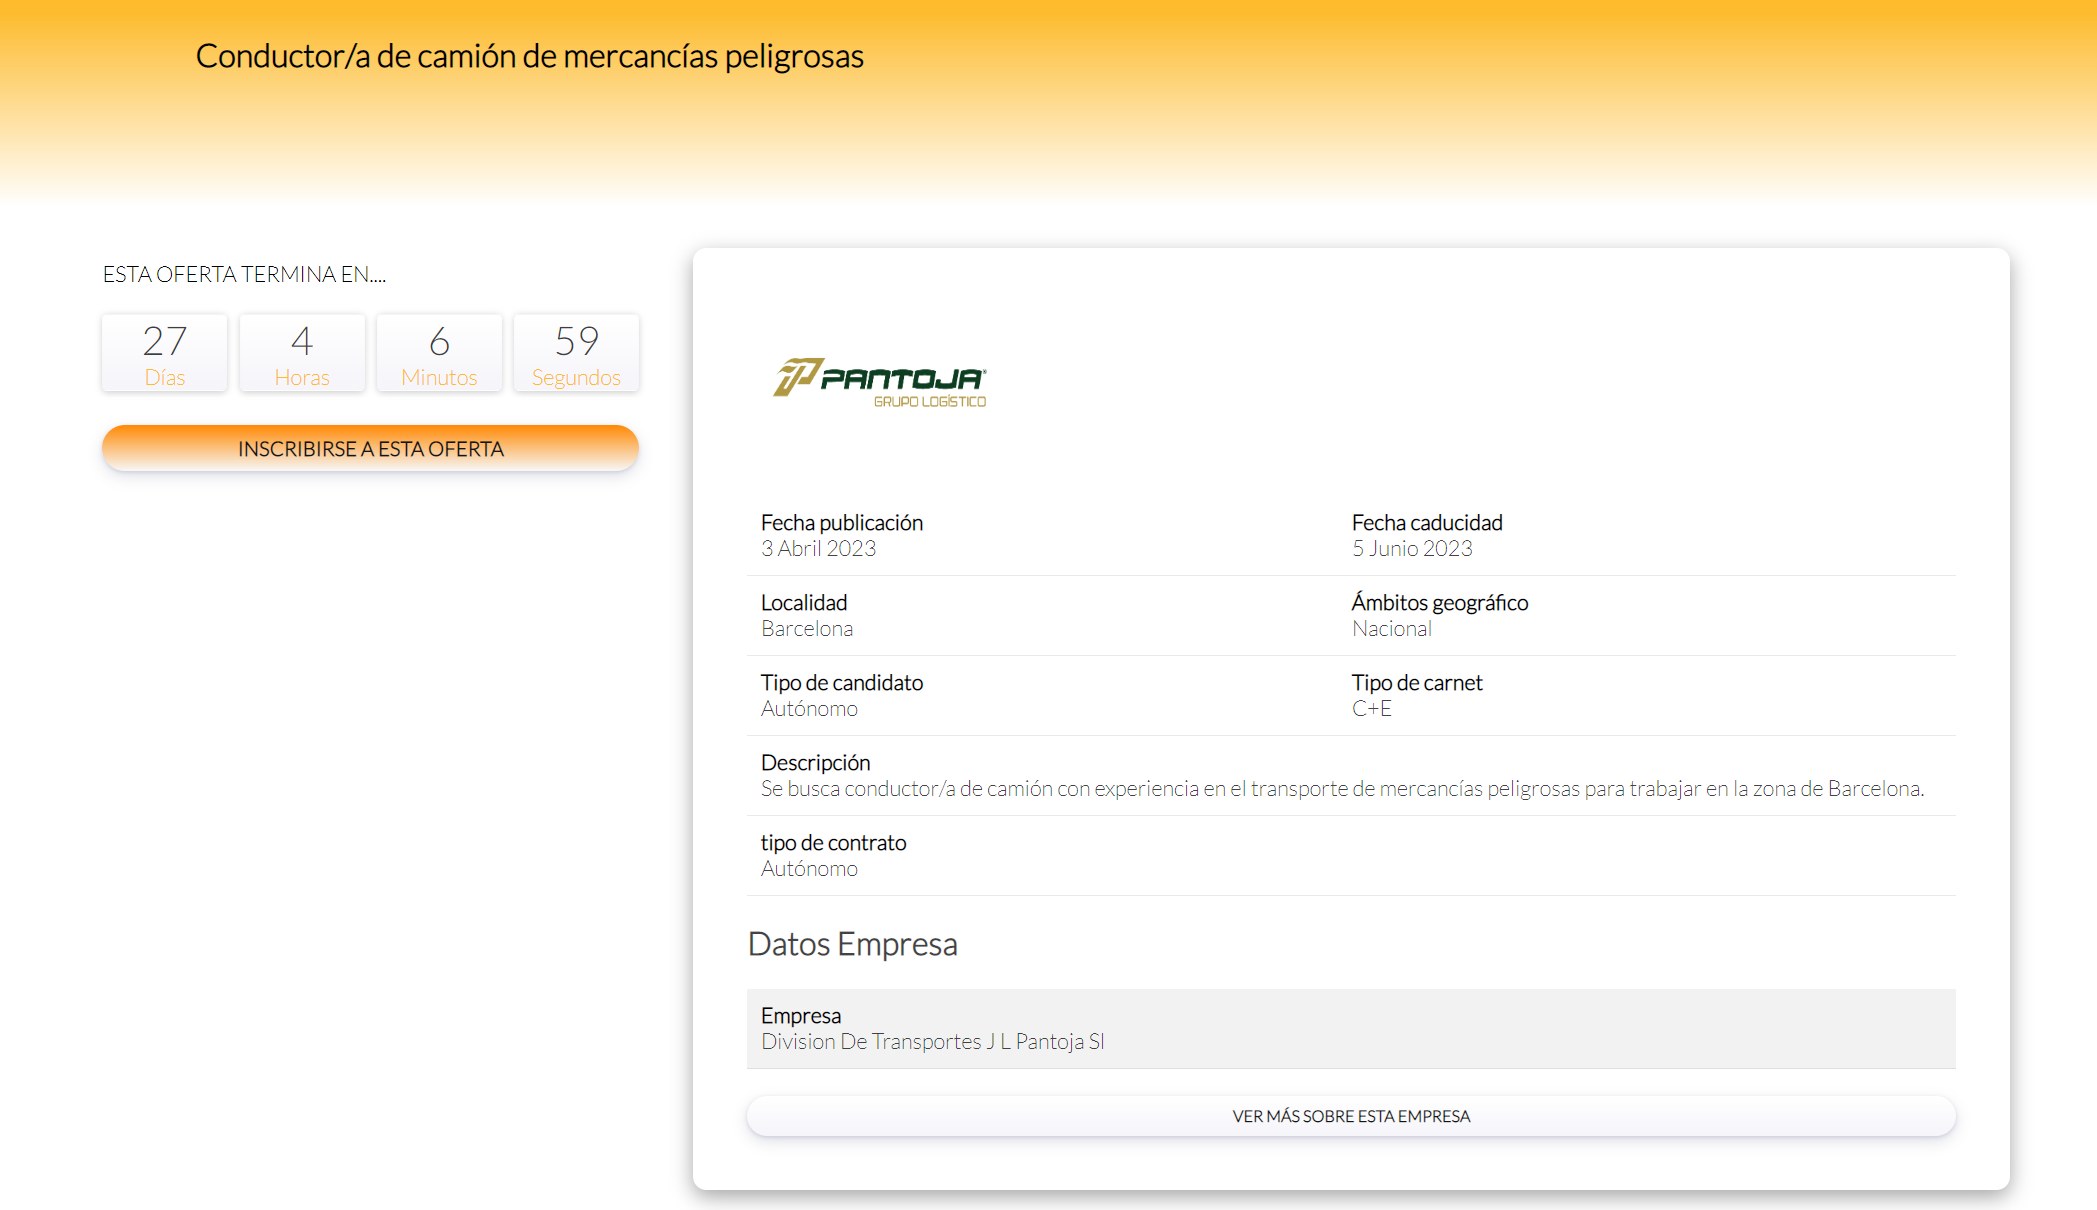 Conductor/a de camión de mercancías peligrosas
ESTA OFERTA TERMINA EN....
27 4 6 59
Días Horas Minutos Segundos
INSCRIBIRSE A ESTA OFERTA
PANTOJA®
GRUPO LOGÍSTICO
Fecha publicación Fecha caducidad
3 Abril 2023 5 Junio 2023
Localidad Ámbitos geográfico
Barcelona Nacional
Tipo de candidato Tipo de carnet
Autónomo C+E
Descripción
Se busca conductor/a de camión con experiencia en el transporte de mercancías peligrosas para trabajar en la zona de Barcelona.
tipo de contrato
Autónomo
Datos Empresa
Empresa
Division De Transportes J L Pantoja Sl
VER MÁS SOBRE ESTA EMPRESA